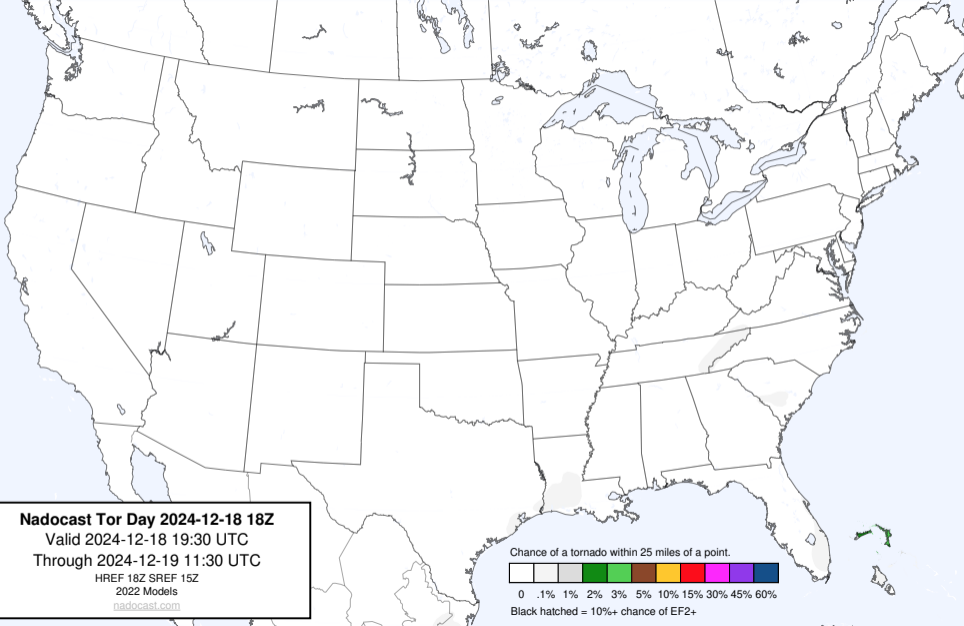 Nadocast Tor Day 2024-12-18 18Z
Valid 2024-12-18 19:30 UTC
Through 2024-12-19 11:30 UTC
HREF 18Z SREF 15Z
2022 Models
nadocast.com
Chance of a tornado within 25 miles of a point.
0 .1% 1% 2% 3% 5% 10% 15% 30% 45% 60%
Black hatched = 10%+ chance of EF2+